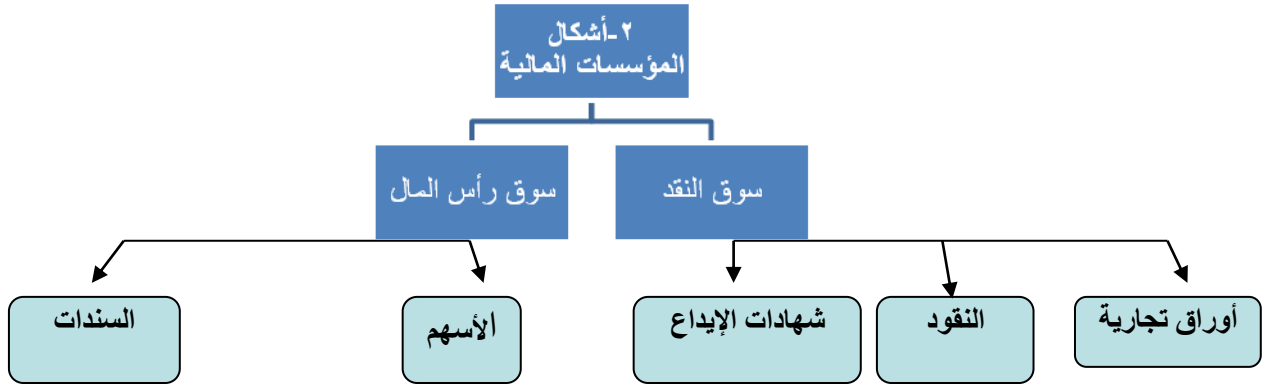 ٢-أشكال
المؤسسات المالية
سوق النقد
سوق رأس المال
أوراق تجارية
النقود
شهادات الإيداع
الأسهم
السندات